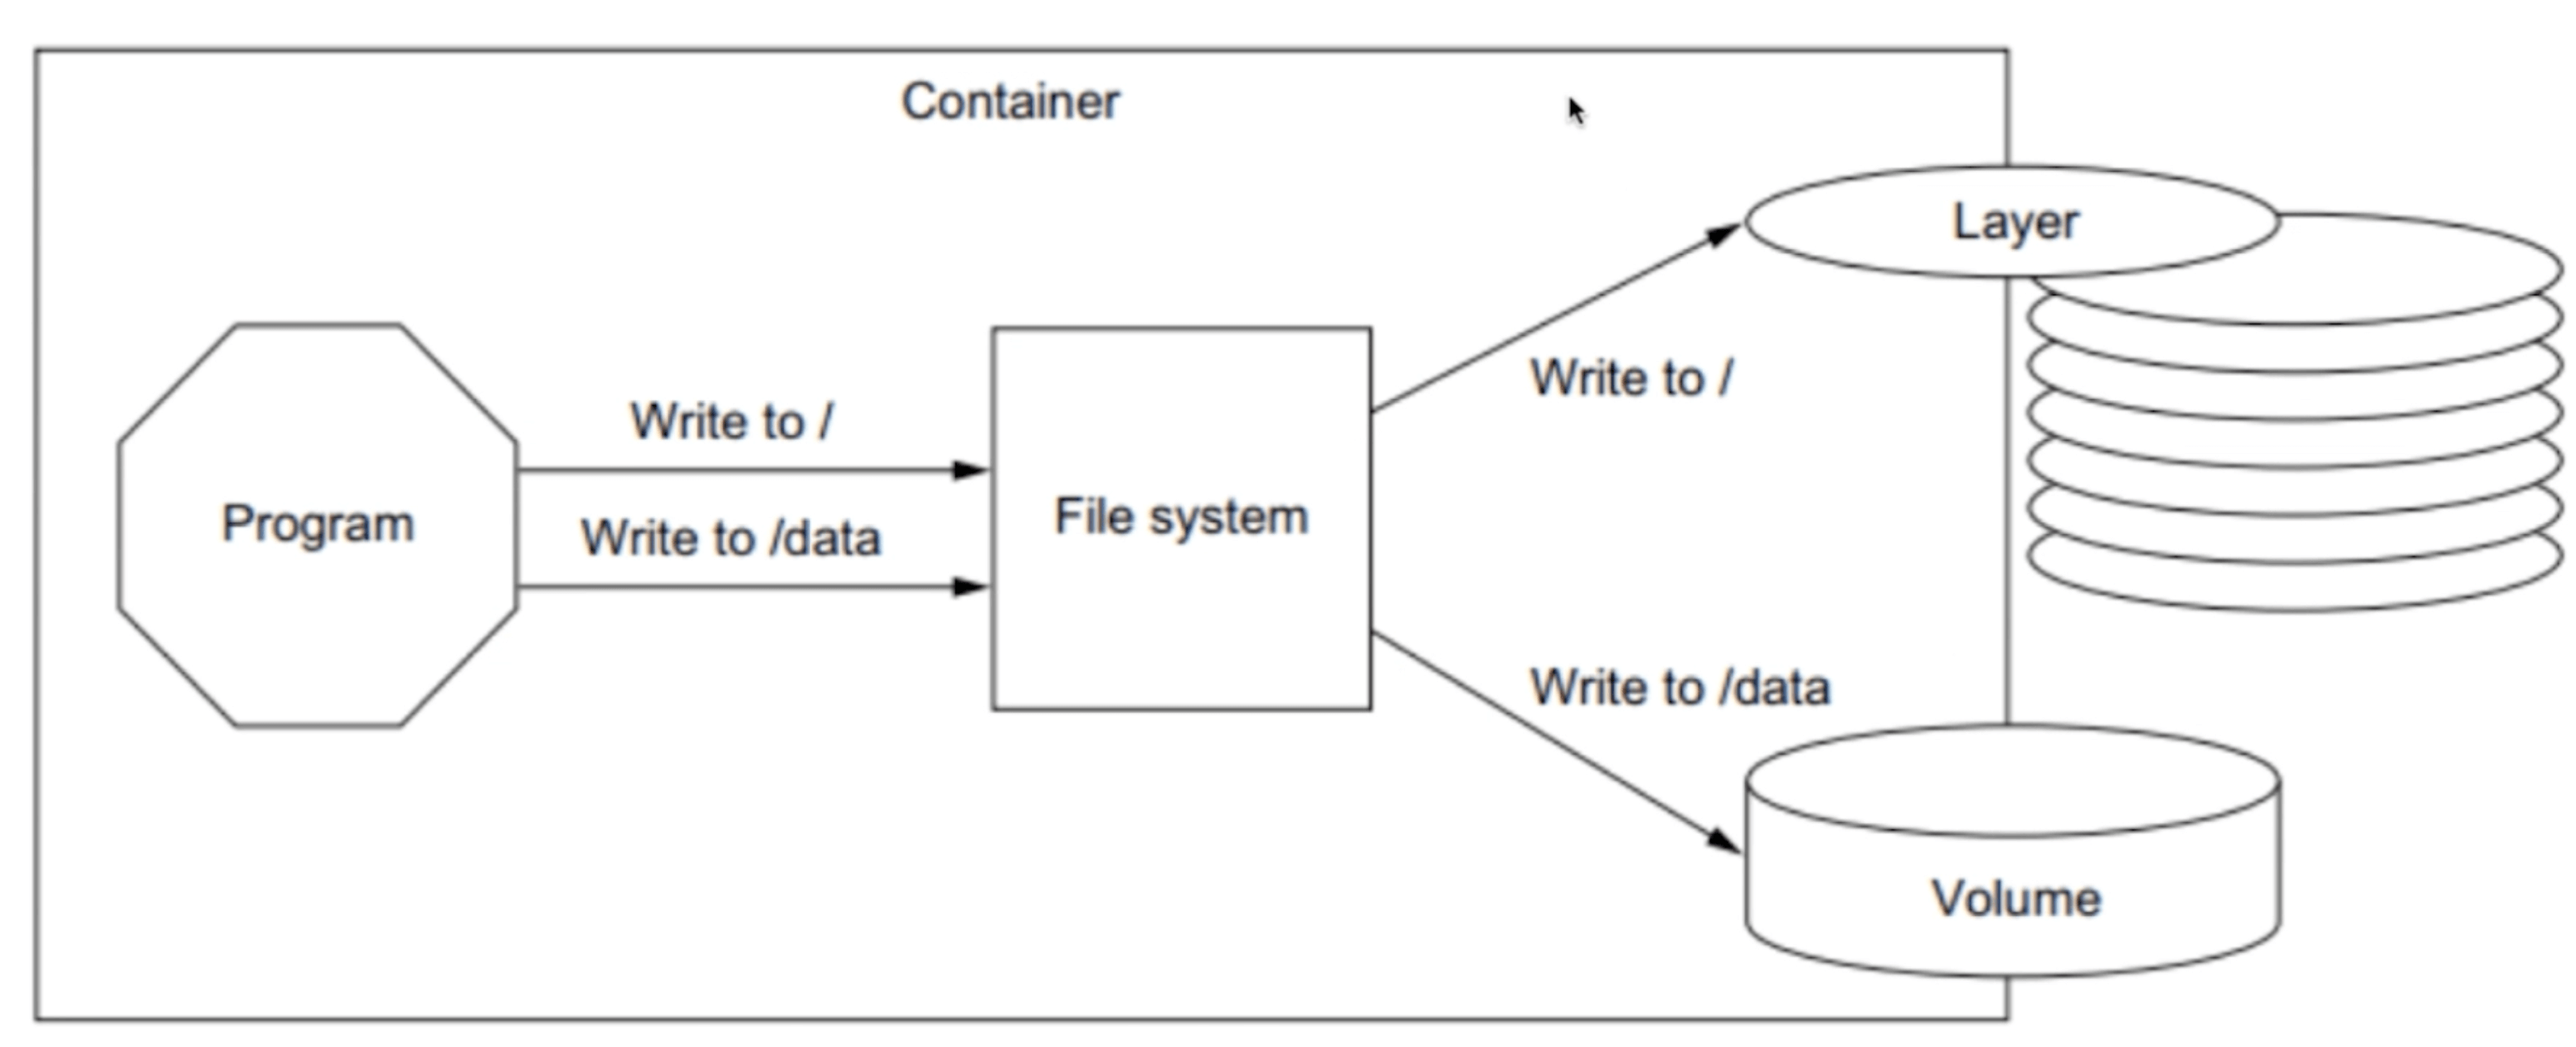 Container
Layer
Write to /
Write to /
Program
File system
Write to /data
Write to /data
Volume